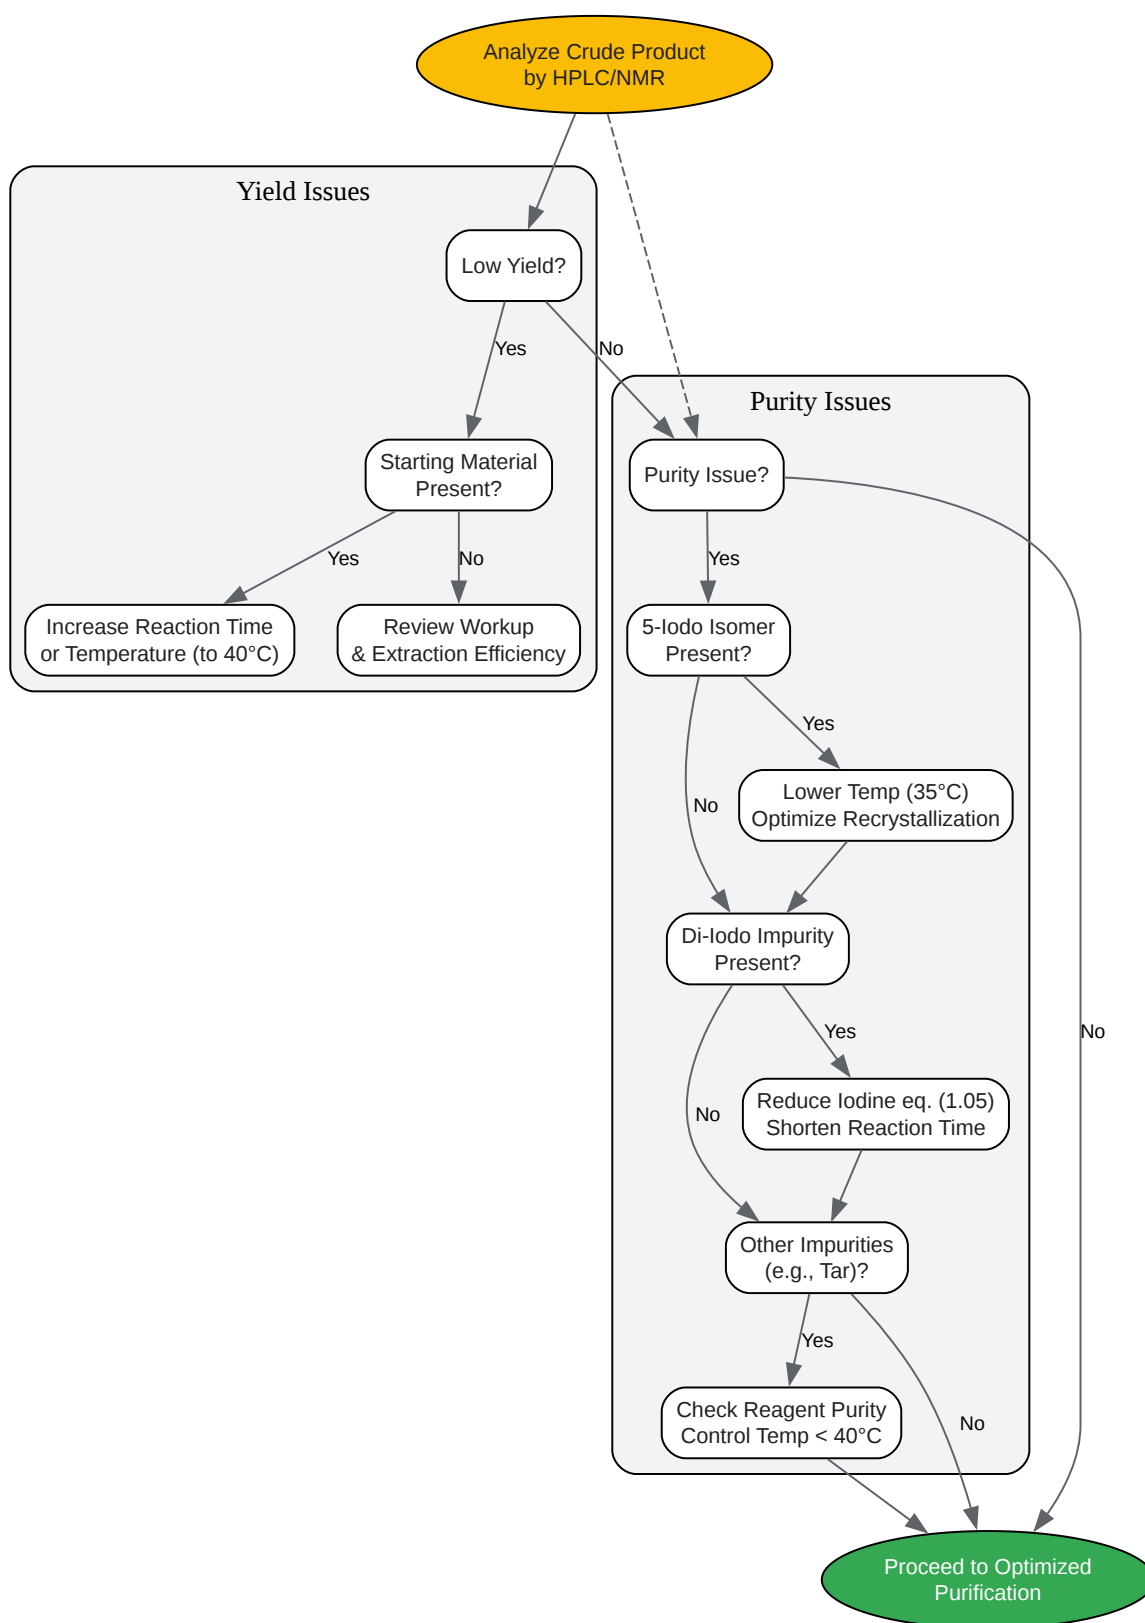 Analyze Crude Product
by HPLC/NMR
Yield Issues
Low Yield?
Yes
No
Purity Issues
Starting Material
Present?
Purity Issue?
Yes
No
Yes
Increase Reaction Time
or Temperature (to 40°C)
Review Workup
& Extraction Efficiency
5-Iodo Isomer
Present?
Yes
Lower Temp (35°C)
Optimize Recrystallization
No
Di-Iodo Impurity
Present?
Yes
No
Reduce Iodine eq. (1.05)
Shorten Reaction Time
No
Other Impurities
(e.g., Tar)?
Yes
Check Reagent Purity
Control Temp < 40°C
No
Proceed to Optimized
Purification